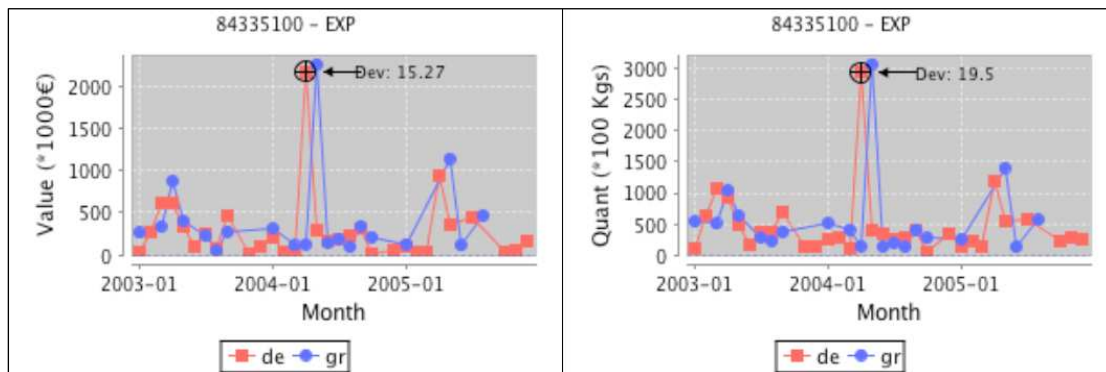 84335100 - EXP
Value (*1000€)
2000
1500
1000
500
0
Dev: 15.27
2003-01 2004-01 2005-01
Month
de gr
84335100 - EXP
Quant (*100 Kgs)
3000
2500
2000
1500
1000
500
0
Dev: 19.5
2003-01 2004-01 2005-01
Month
de gr